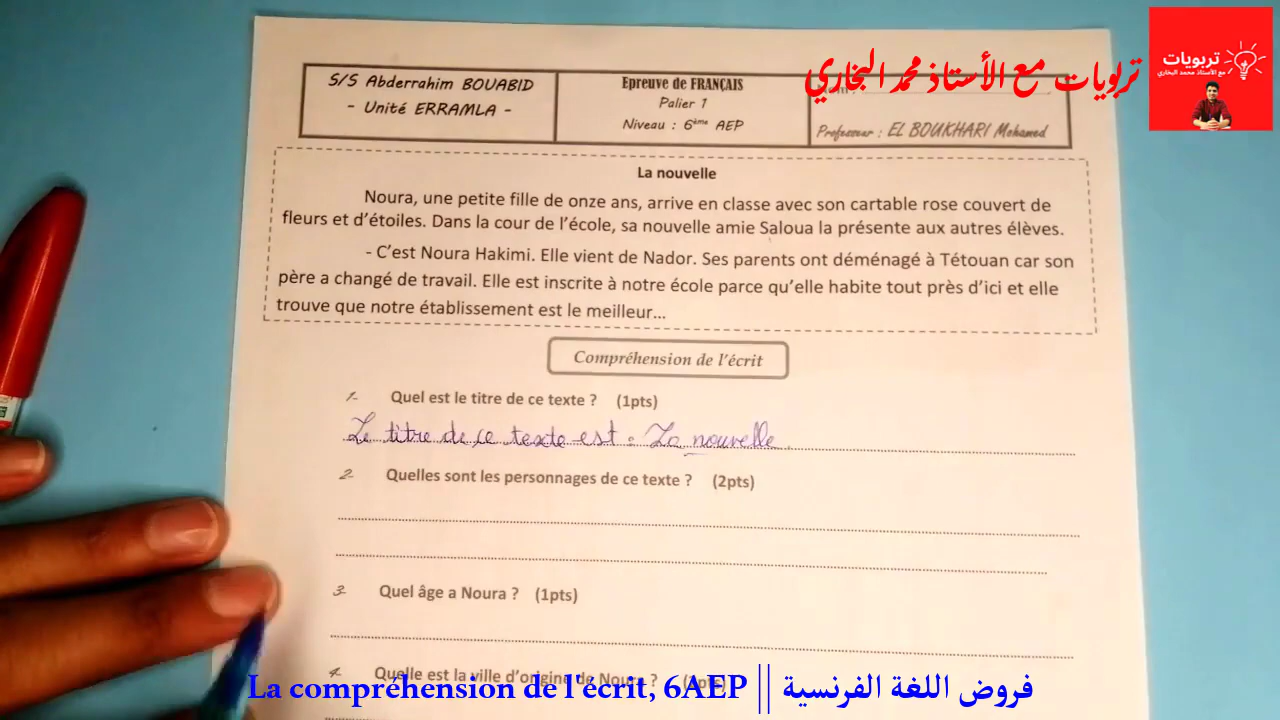 تربويات مع الأستاذ محمد البخاري
تربويات
مع الأستاذ محمد البخاري
S/S Abderrahim BOUABID
- Unité ERRAMLA -
Epreuve de FRANÇAIS
Palier 1
Niveau : 6ème AEP
Professeur : EL BOUKHARI Mohamed
La nouvelle
Noura, une petite fille de onze ans, arrive en classe avec son cartable rose couvert de
fleurs et d'étoiles. Dans la cour de l'école, sa nouvelle amie Saloua la présente aux autres élèves.
- C'est Noura Hakimi. Elle vient de Nador. Ses parents ont déménagé à Tétouan car son
père a changé de travail. Elle est inscrite à notre école parce qu'elle habite tout près d'ici et elle
trouve que notre établissement est le meilleur...
Compréhension de l'écrit
1- Quel est le titre de ce texte ? (1pts)
Le titre de ce texte est : La nouvelle.
2- Quelles sont les personnages de ce texte ? (2pts)
3- Quel âge a Noura ? (1pts)
4- Quelle est la ville d'origine de Noura ?
La compréhension de l'écrit, 6AEP || فروض اللغة الفرنسية